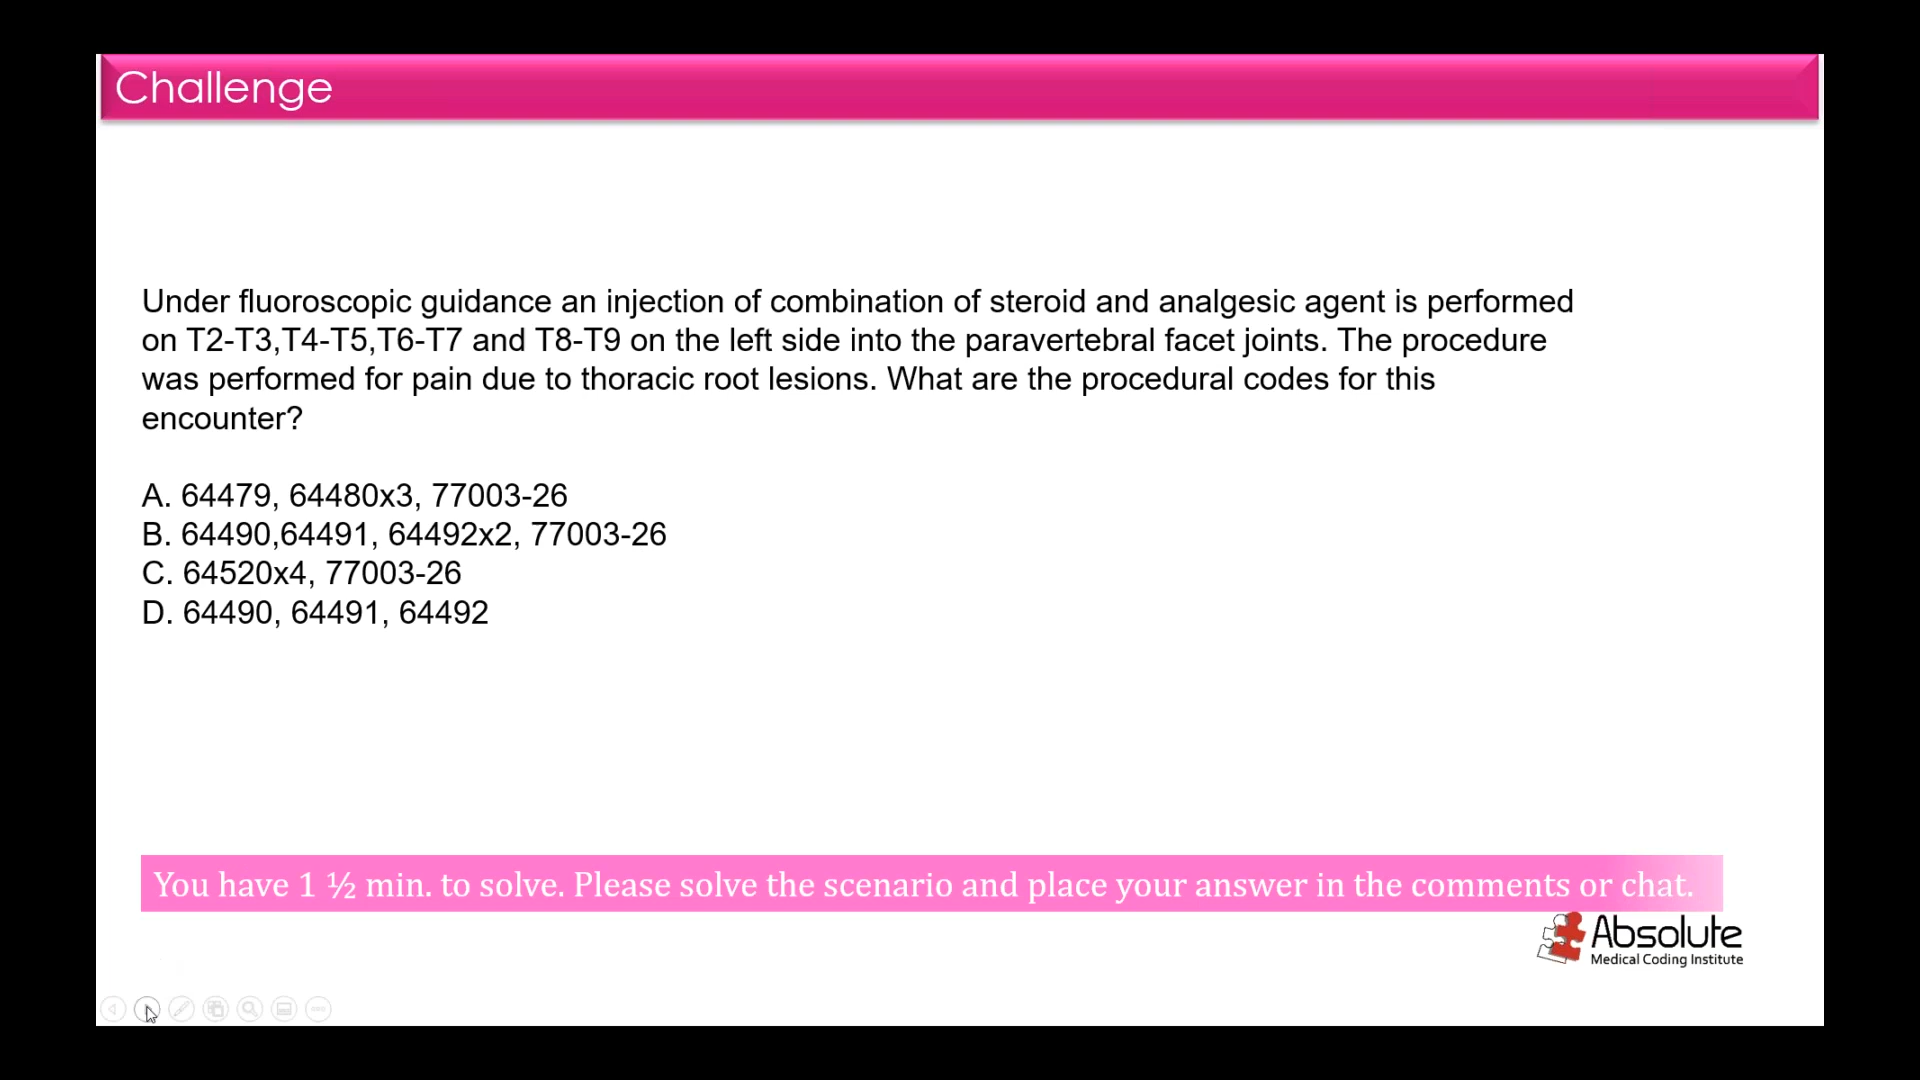 Challenge
Under fluoroscopic guidance an injection of combination of steroid and analgesic agent is performed
on T2-T3,T4-T5,T6-T7 and T8-T9 on the left side into the paravertebral facet joints. The procedure
was performed for pain due to thoracic root lesions. What are the procedural codes for this
encounter?
A. 64479, 64480x3, 77003-26
B. 64490,64491, 64492x2, 77003-26
C. 64520x4, 77003-26
D. 64490, 64491, 64492
You have 1 ½ min. to solve. Please solve the scenario and place your answer in the comments or chat.
Absolute
Medical Coding Institute